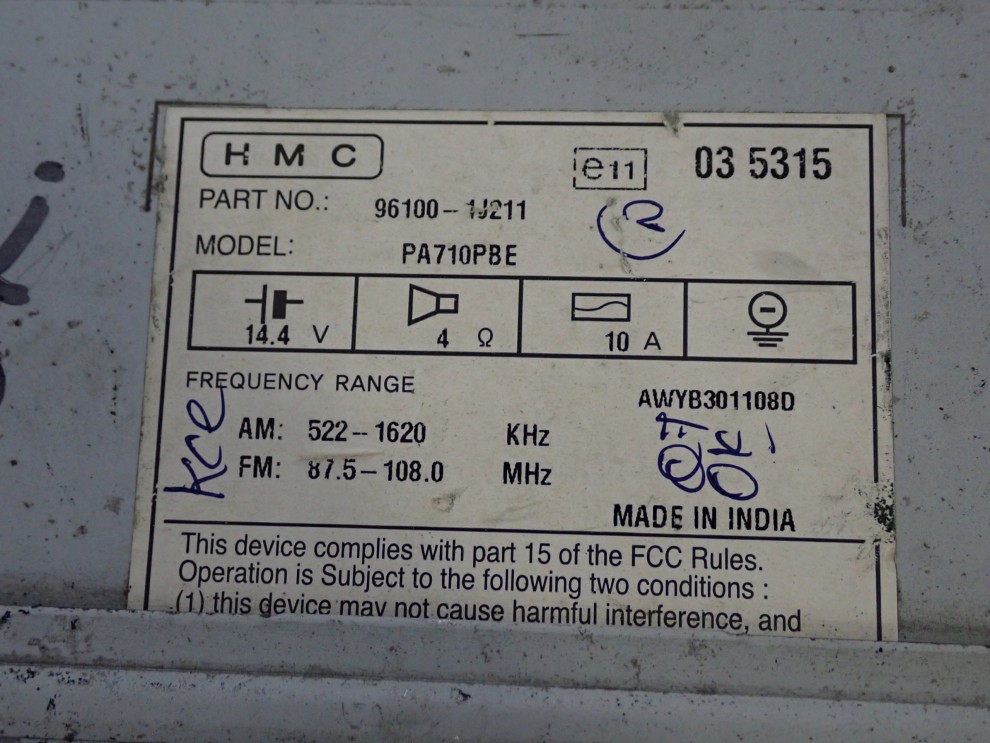 HMC
e11 03 5315
PART NO.: 96100-1J211
2
MODEL: PA710PBE
14.4 V 4 Ω 10 A
FREQUENCY RANGE
AWYB301108D
AM: 522-1620 KHz
FM: 87.5-108.0 MHz
kce
OK!
MADE IN INDIA
This device complies with part 15 of the FCC Rules.
Operation is Subject to the following two conditions :
(1) this device may not cause harmful interference, and